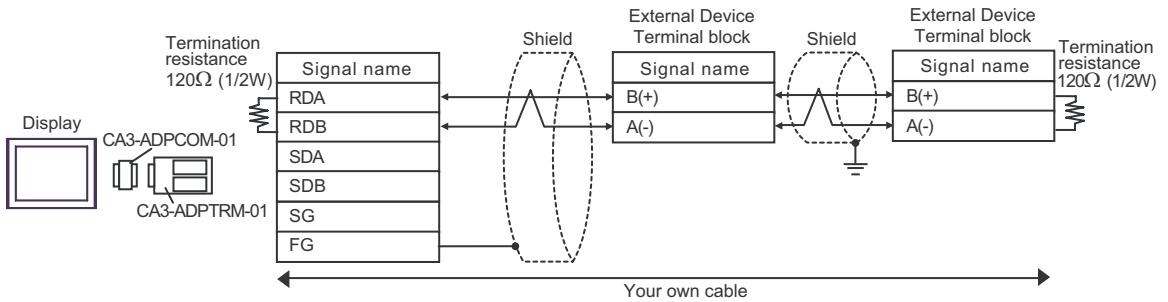 Display
CA3-ADPCOM-01
CA3-ADPTRM-01
Termination
resistance
120Ω (1/2W)
Signal name
RDA
RDB
SDA
SDB
SG
FG
Shield
External Device
Terminal block
Signal name
B(+)
A(-)
Shield
External Device
Terminal block
Signal name
B(+)
A(-)
Termination
resistance
120Ω (1/2W)
Your own cable